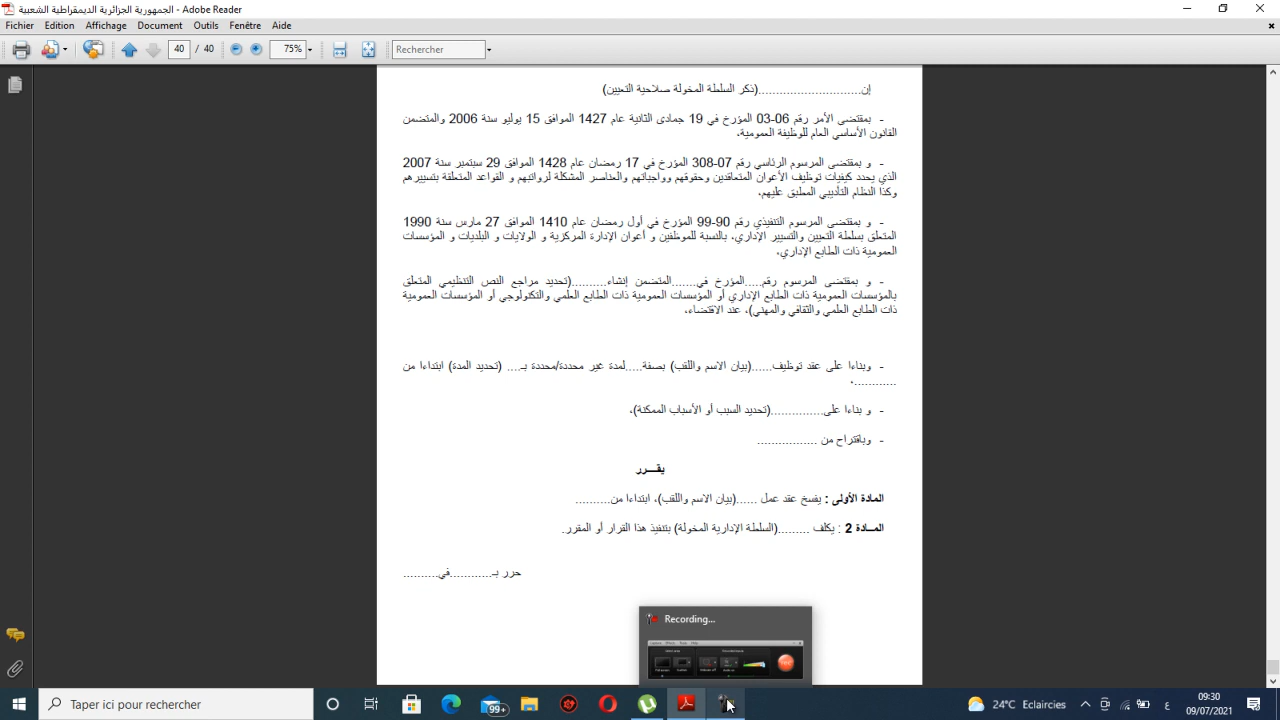 الجمهورية الجزائرية الديمقراطية الشعبية - Adobe Reader
Fichier Edition Affichage Document Outils Fenêtre Aide
40 / 40 75% Rechercher
إن.............................(ذكر السلطة المخولة صلاحية التعيين)
- بمقتضى الأمر رقم 06-03 المؤرخ في 19 جمادى الثانية عام 1427 الموافق 15 يوليو سنة 2006 والمتضمن
القانون الأساسي العام للوظيفة العمومية،
- و بمقتضى المرسوم الرئاسي رقم 07-308 المؤرخ في 17 رمضان عام 1428 الموافق 29 سبتمبر سنة 2007
الذي يحدد كيفيات توظيف الأعوان المتعاقدين وحقوقهم وواجباتهم والعناصر المشكلة لرواتبهم و القواعد المتعلقة بتسييرهم
وكذا النظام التأديبي المطبق عليهم،
- و بمقتضى المرسوم التنفيذي رقم 90-99 المؤرخ في أول رمضان عام 1410 الموافق 27 مارس سنة 1990
المتعلق بسلطة التعيين والتسيير الإداري، بالنسبة للموظفين و أعوان الإدارة المركزية و الولايات و البلديات و المؤسسات
العمومية ذات الطابع الإداري،
- و بمقتضى المرسوم رقم.....المؤرخ في.......المتضمن إنشاء..........(تحديد مراجع النص التنظيمي المتعلق
بالمؤسسات العمومية ذات الطابع الإداري أو المؤسسات العمومية ذات الطابع العلمي والتكنولوجي أو المؤسسات العمومية
ذات الطابع العلمي والثقافي والمهني)، عند الاقتضاء،
- وبناءا على عقد توظيف......(بيان الاسم واللقب) بصفة.....لمدة غير محددة/محددة بـ.... (تحديد المدة) ابتداءا من
............،
- و بناءا على...............(تحديد السبب أو الأسباب الممكنة)،
- وباقتراح من .................
يقـــرر
المادة الأولى : يفسخ عقد عمل ......(بيان الاسم واللقب)، ابتداءا من..........
المــادة 2 : يكلف .........(السلطة الإدارية المخولة) بتنفيذ هذا القرار أو المقرر.
حرر بـ............في..........
Recording...
Taper ici pour rechercher
99+
24°C Eclaircies
ع
09:30
09/07/2021